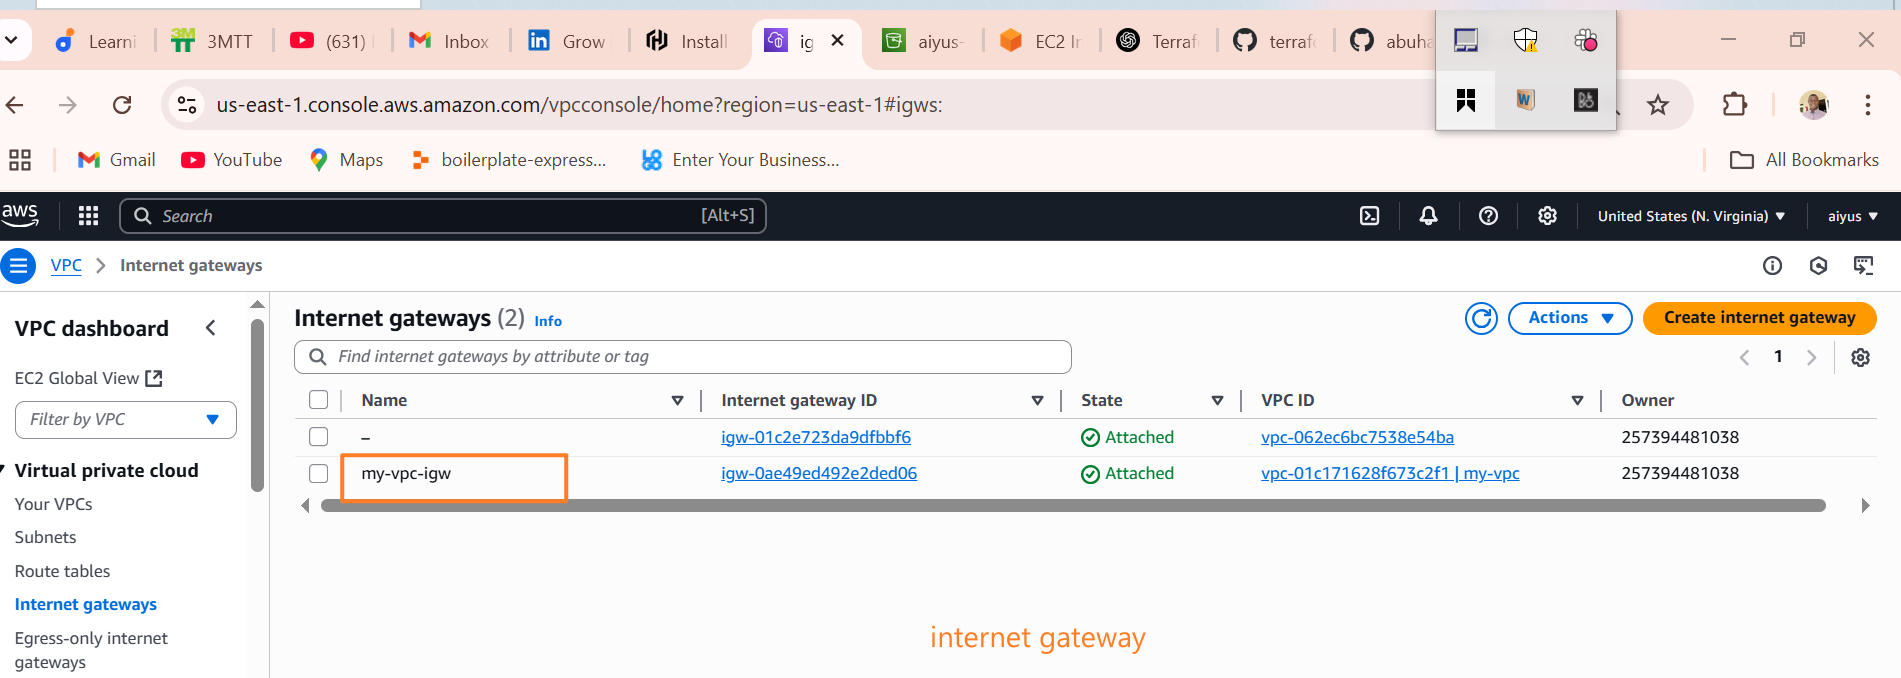 Learni
3MTT
(631)
Inbox
Grow
Install
ig
aiyus-
EC2 In
Terraf
terrafo
abuha
us-east-1.console.aws.amazon.com/vpcconsole/home?region=us-east-1#igws:
Gmail
YouTube
Maps
boilerplate-express...
Enter Your Business...
All Bookmarks
aws
Search
[Alt+S]
United States (N. Virginia)
aiyus
VPC
Internet gateways
VPC dashboard
EC2 Global View
Filter by VPC
Virtual private cloud
Your VPCs
Subnets
Route tables
Internet gateways
Egress-only internet
gateways
Internet gateways (2) Info
Actions
Create internet gateway
Find internet gateways by attribute or tag
1
Name Internet gateway ID State VPC ID Owner
– igw-01c2e723da9dfbbf6 Attached vpc-062ec6bc7538e54ba 257394481038
my-vpc-igw igw-0ae49ed492e2ded06 Attached vpc-01c171628f673c2f1 | my-vpc 257394481038
internet gateway